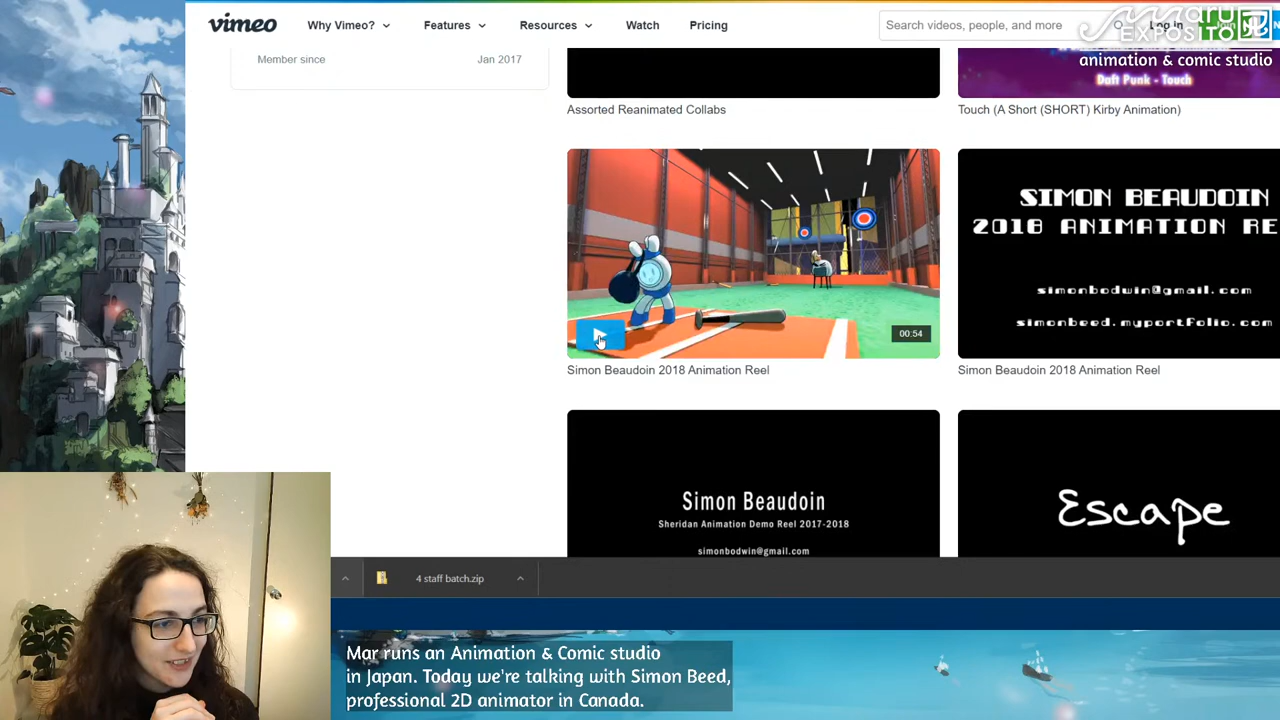 vimeo
Why Vimeo?
Features
Resources
Watch
Pricing
Search videos, people, and more
Log in
Maru
EXPOSITO
animation & comic studio
Member since
Jan 2017
Daft Punk - Touch
Assorted Reanimated Collabs
Touch (A Short (SHORT) Kirby Animation)
00:54
SIMON BEAUDOIN
2018 ANIMATION RE
simonbodwin@gmail.com
simonbeed.myportfolio.com
Simon Beaudoin 2018 Animation Reel
Simon Beaudoin 2018 Animation Reel
Simon Beaudoin
Sheridan Animation Demo Reel 2017-2018
simonbodwin@gmail.com
Escape
4 staff batch.zip
Mar runs an Animation & Comic studio
in Japan. Today we're talking with Simon Beed,
professional 2D animator in Canada.